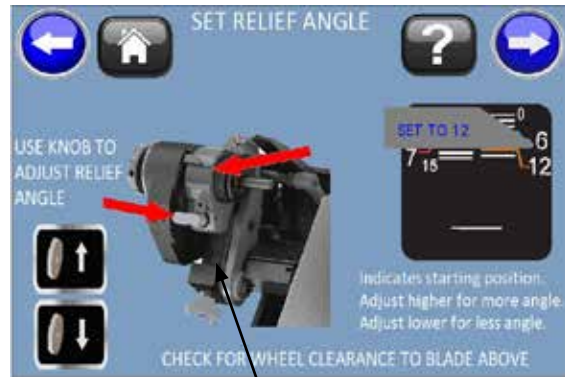 SET RELIEF ANGLE
?
USE KNOB TO
ADJUST RELIEF
ANGLE
SET TO 12
0
6
7
15
12
Indicates starting position.
Adjust higher for more angle.
Adjust lower for less angle.
CHECK FOR WHEEL CLEARANCE TO BLADE ABOVE